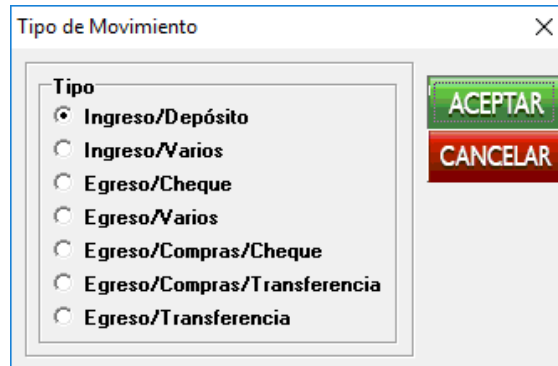 Tipo de Movimiento
Tipo
Ingreso/Depósito
Ingreso/Varios
Egreso/Cheque
Egreso/Varios
Egreso/Compras/Cheque
Egreso/Compras/Transferencia
Egreso/Transferencia
ACEPTAR
CANCELAR